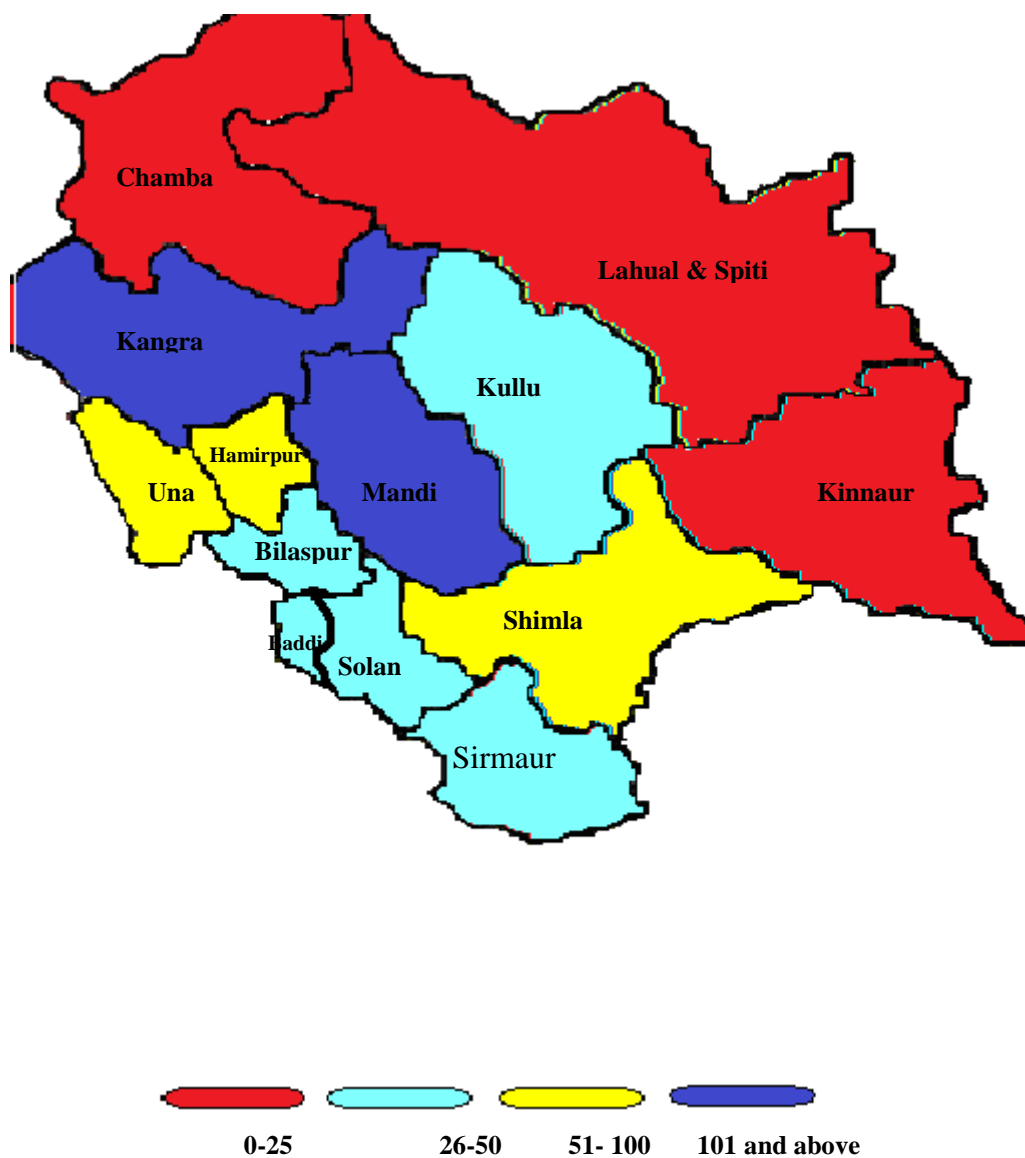 Chamba
Lahual & Spiti
Kangra
Kullu
Hamirpur
Una
Mandi
Kinnaur
Bilaspur
Shimla
Baddi
Solan
Sirmaur
0-25 26-50 51- 100 101 and above